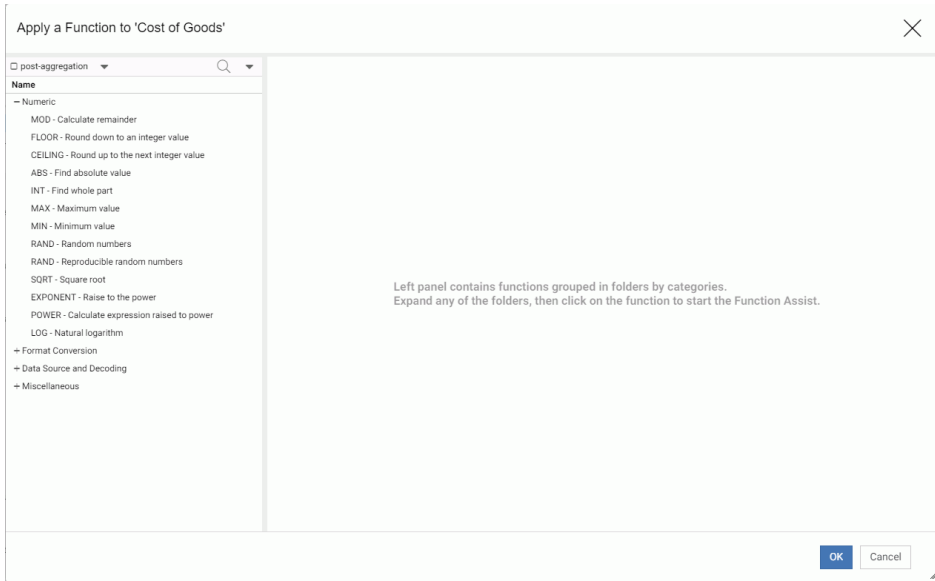 Apply a Function to 'Cost of Goods'
post-aggregation
Name
Numeric
MOD - Calculate remainder
FLOOR - Round down to an integer value
CEILING - Round up to the next integer value
ABS - Find absolute value
INT - Find whole part
MAX - Maximum value
MIN - Minimum value
RAND - Random numbers
RAND - Reproducible random numbers
SQRT - Square root
EXPONENT - Raise to the power
POWER - Calculate expression raised to power
LOG - Natural logarithm
Format Conversion
Data Source and Decoding
Miscellaneous
Left panel contains functions grouped in folders by categories.
Expand any of the folders, then click on the function to start the Function Assist.
OK
Cancel